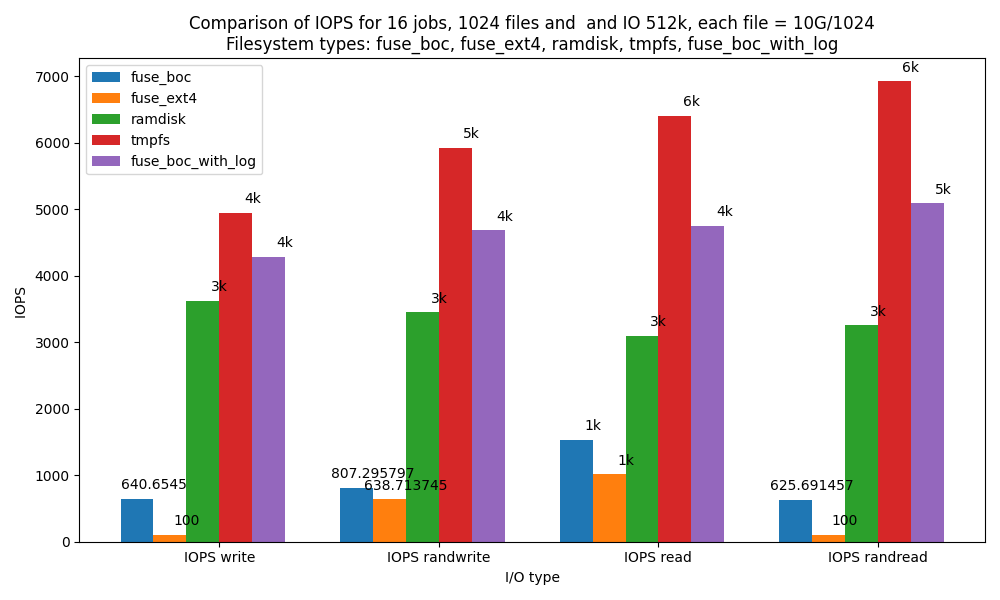 Comparison of IOPS for 16 jobs, 1024 files and  and IO 512k, each file = 10G/1024
Filesystem types: fuse_boc, fuse_ext4, ramdisk, tmpfs, fuse_boc_with_log
fuse_boc
fuse_ext4
ramdisk
tmpfs
fuse_boc_with_log
IOPS
7000
6000
5000
4000
3000
2000
1000
0
640.6545
100
3k
4k
4k
807.295797
638.713745
3k
5k
4k
1k
1k
3k
6k
4k
625.691457
100
3k
6k
5k
IOPS write
IOPS randwrite
IOPS read
IOPS randread
I/O type